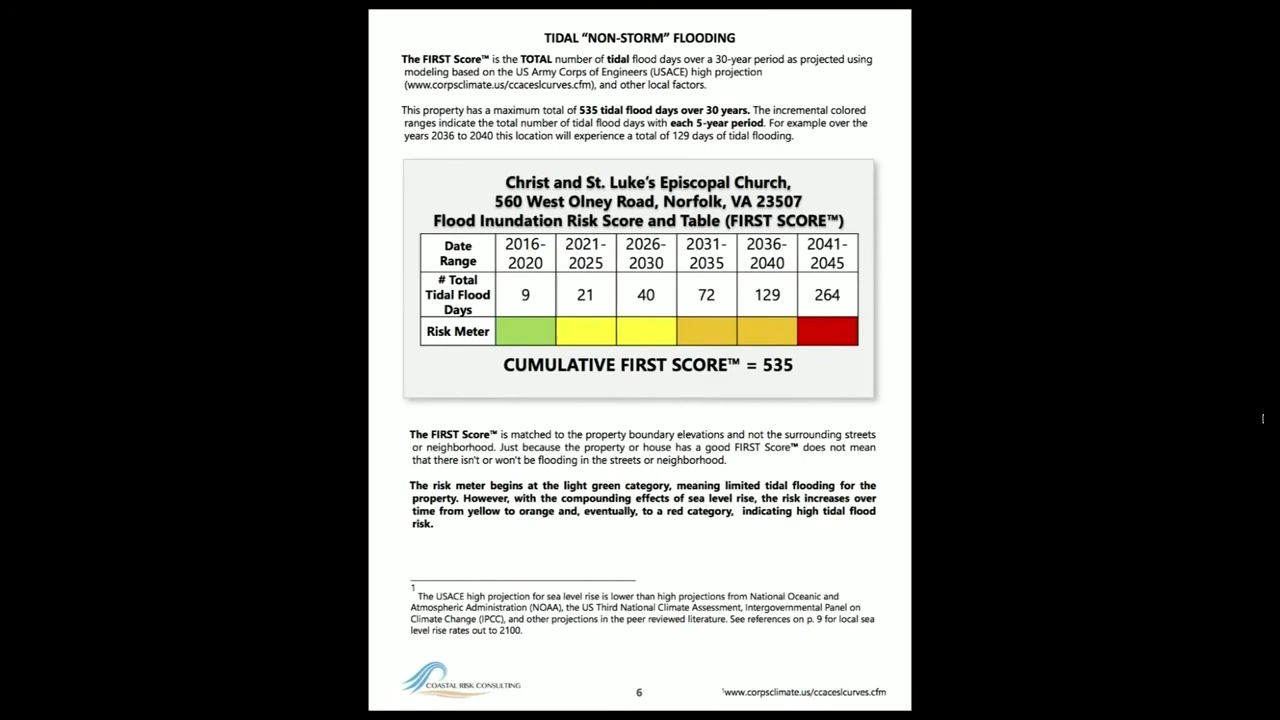 TIDAL “NON-STORM” FLOODING
The FIRST Score™ is the TOTAL number of tidal flood days over a 30-year period as projected using
modeling based on the US Army Corps of Engineers (USACE) high projection
(www.corpsclimate.us/ccaceslcurves.cfm), and other local factors.
This property has a maximum total of 535 tidal flood days over 30 years. The incremental colored
ranges indicate the total number of tidal flood days with each 5-year period. For example over the
years 2036 to 2040 this location will experience a total of 129 days of tidal flooding.
Christ and St. Luke’s Episcopal Church,
560 West Olney Road, Norfolk, VA 23507
Flood Inundation Risk Score and Table (FIRST SCORE™)
Date Range 2016-2020 2021-2025 2026-2030 2031-2035 2036-2040 2041-2045
# Total Tidal Flood Days 9 21 40 72 129 264
Risk Meter
CUMULATIVE FIRST SCORE™ = 535
The FIRST Score™ is matched to the property boundary elevations and not the surrounding streets
or neighborhood. Just because the property or house has a good FIRST Score™ does not mean
that there isn’t or won’t be flooding in the streets or neighborhood.
The risk meter begins at the light green category, meaning limited tidal flooding for the
property. However, with the compounding effects of sea level rise, the risk increases over
time from yellow to orange and, eventually, to a red category, indicating high tidal flood
risk.
1
The USACE high projection for sea level rise is lower than high projections from National Oceanic and
Atmospheric Administration (NOAA), the US Third National Climate Assessment, Intergovernmental Panel on
Climate Change (IPCC), and other projections in the peer reviewed literature. See references on p. 9 for local sea
level rise rates out to 2100.
COASTAL RISK CONSULTING
6
¹www.corpsclimate.us/ccaceslcurves.cfm